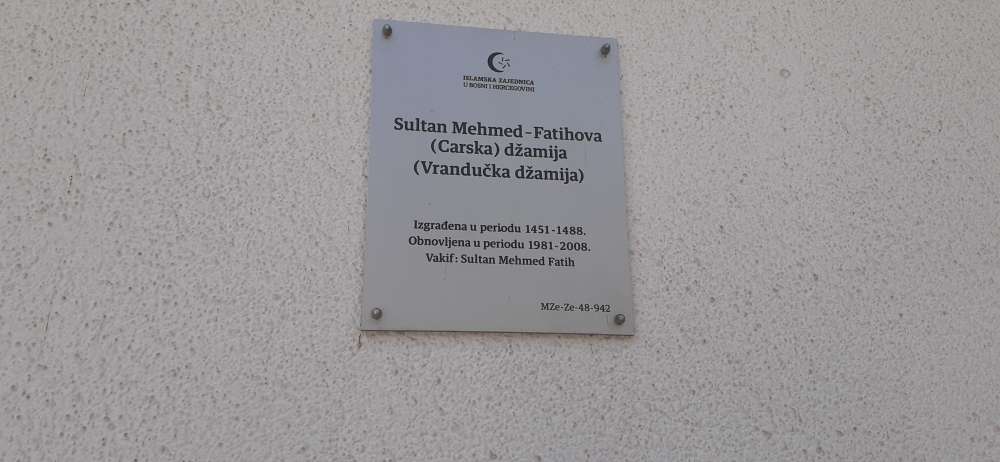 ISLAMSKA ZAJEDNICA
U BOSNI I HERCEGOVINI
Sultan Mehmed-Fatihova
(Carska) džamija
(Vrandučka džamija)
Izgrađena u periodu 1451-1488.
Obnovljena u periodu 1981-2008.
Vakif: Sultan Mehmed Fatih
MZe-Ze-48-942